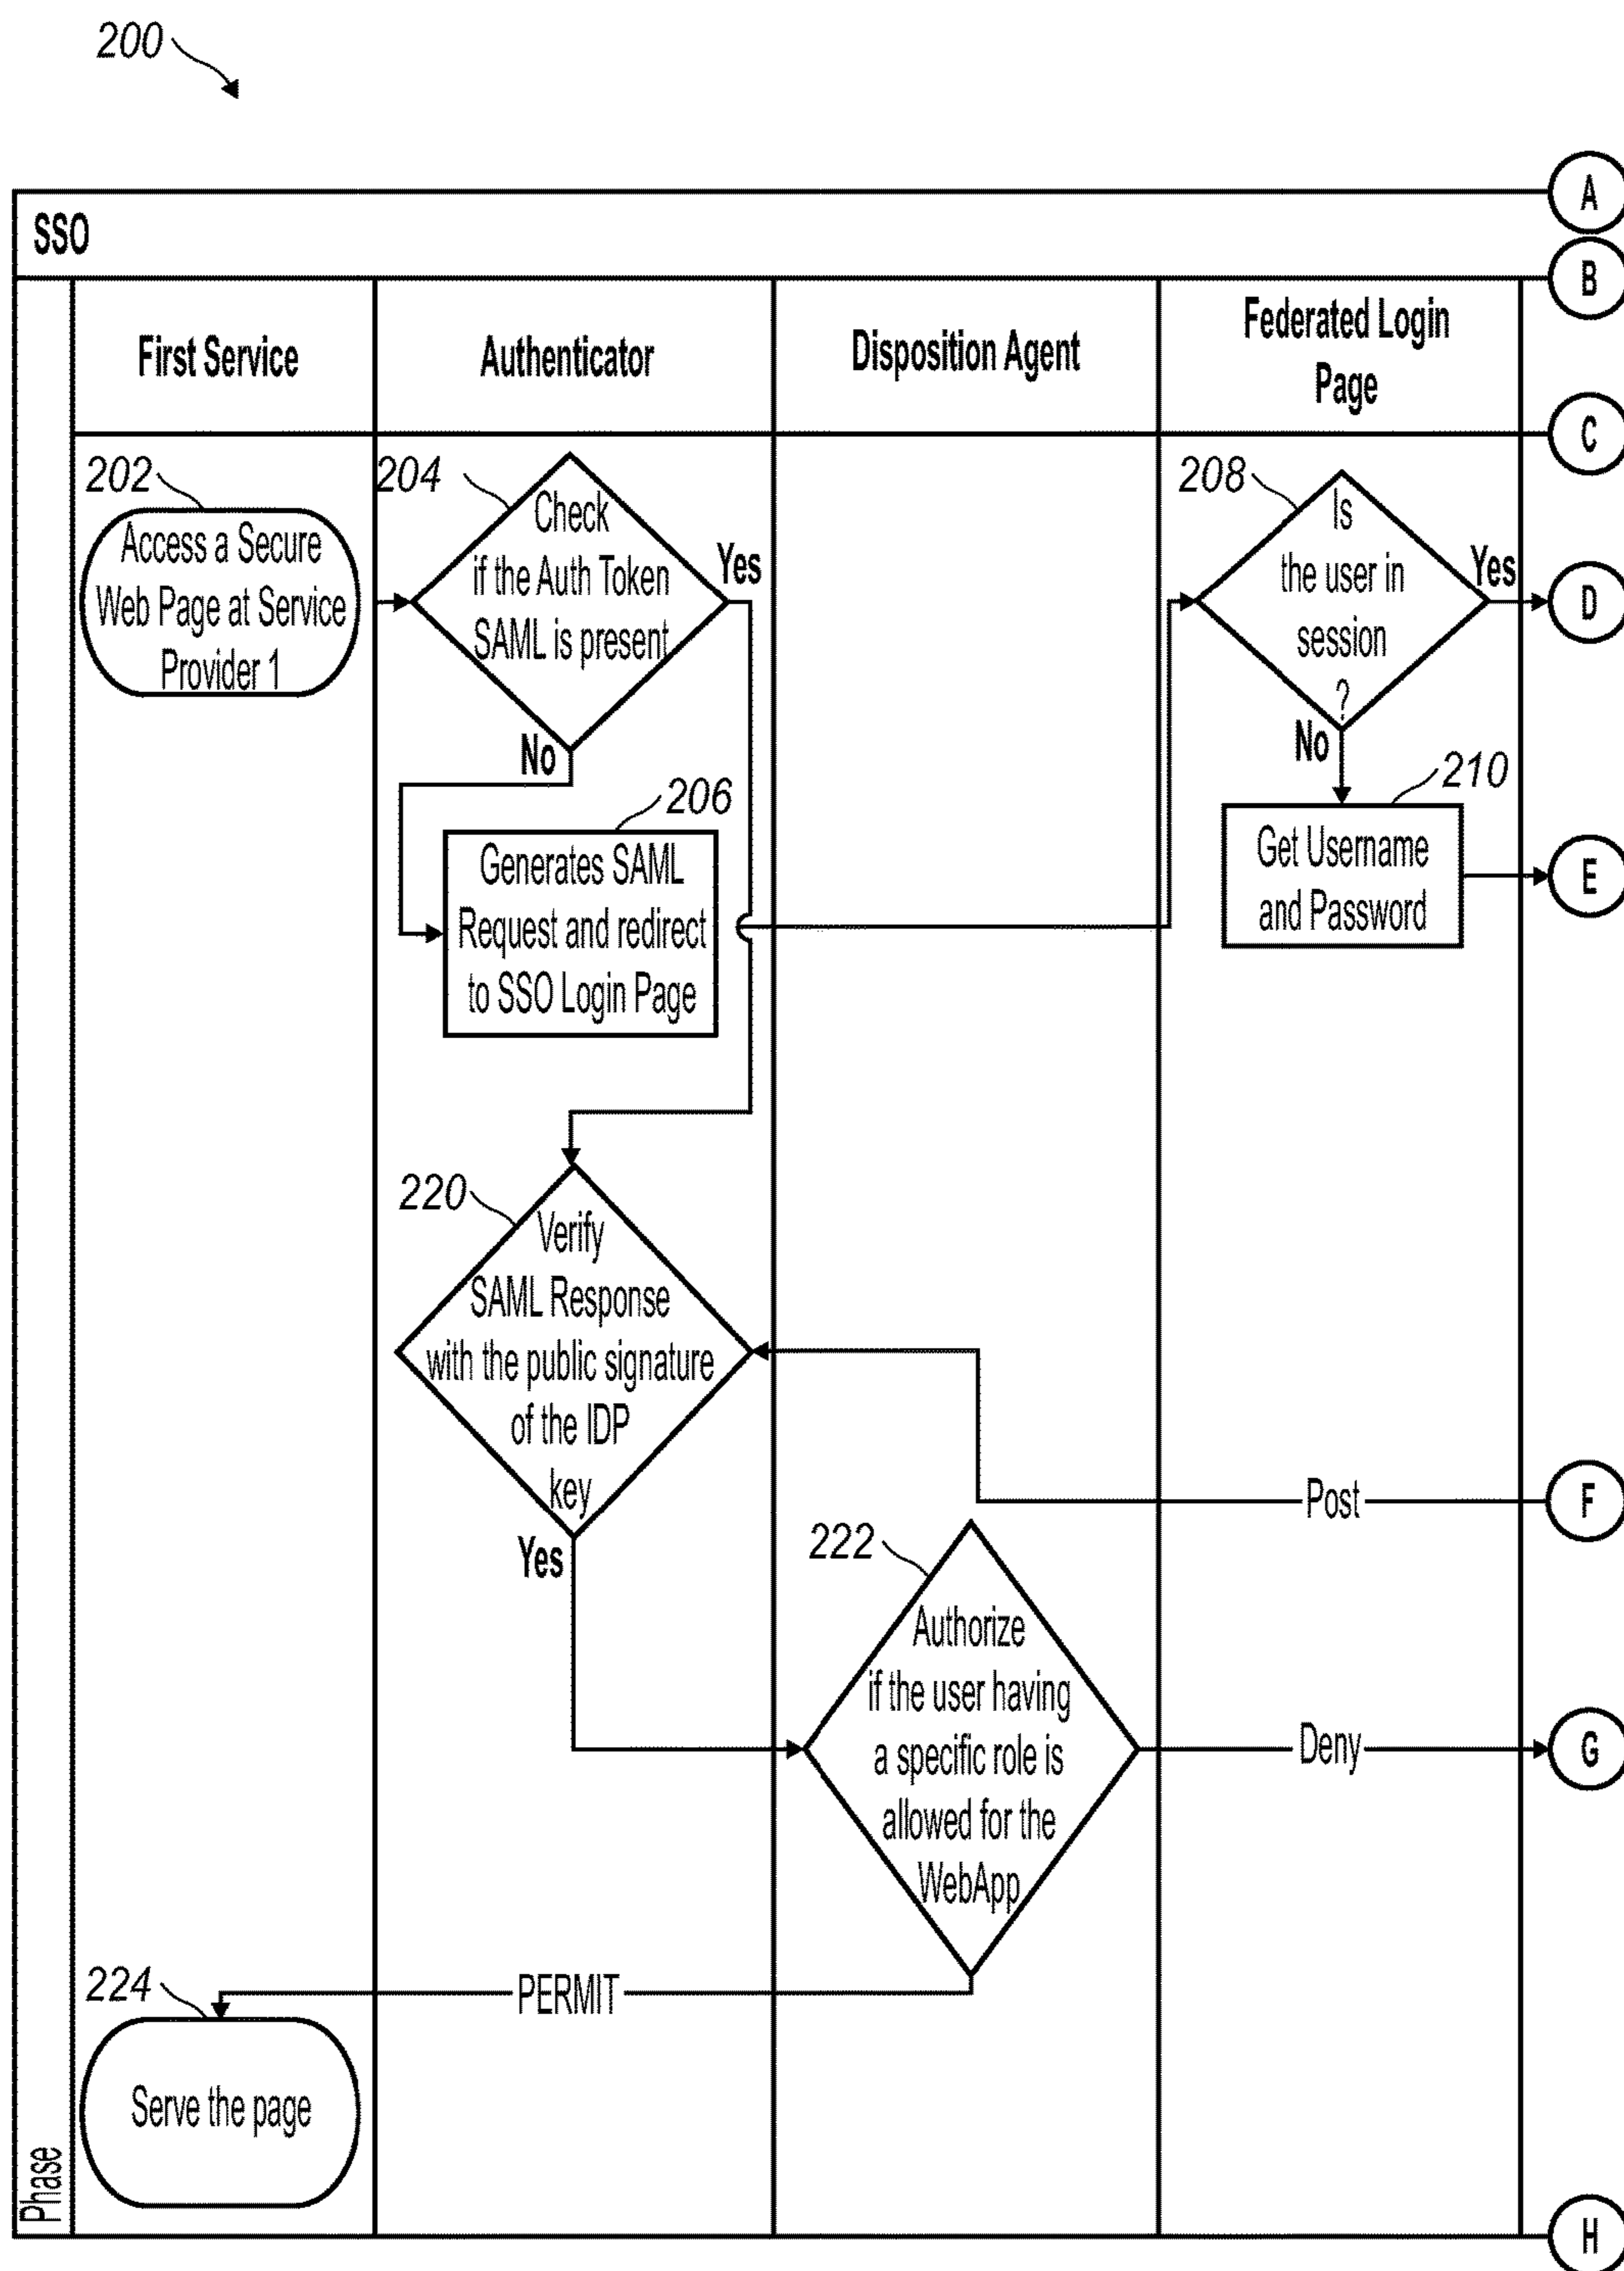 200
A
SSO
B
First Service
Authenticator
Disposition Agent
Federated Login
Page
C
202
Access a Secure
Web Page at Service
Provider 1
204
Check
if the Auth Token
SAML is present
Yes
No
208
Is
the user in
session
?
Yes
D
No
206
Generates SAML
Request and redirect
to SSO Login Page
210
Get Username
and Password
E
220
Verify
SAML Response
with the public signature
of the IDP
key
Yes
Post
F
222
Authorize
if the user having
a specific role is
allowed for the
WebApp
Deny
G
PERMIT
224
Serve the page
Phase
H